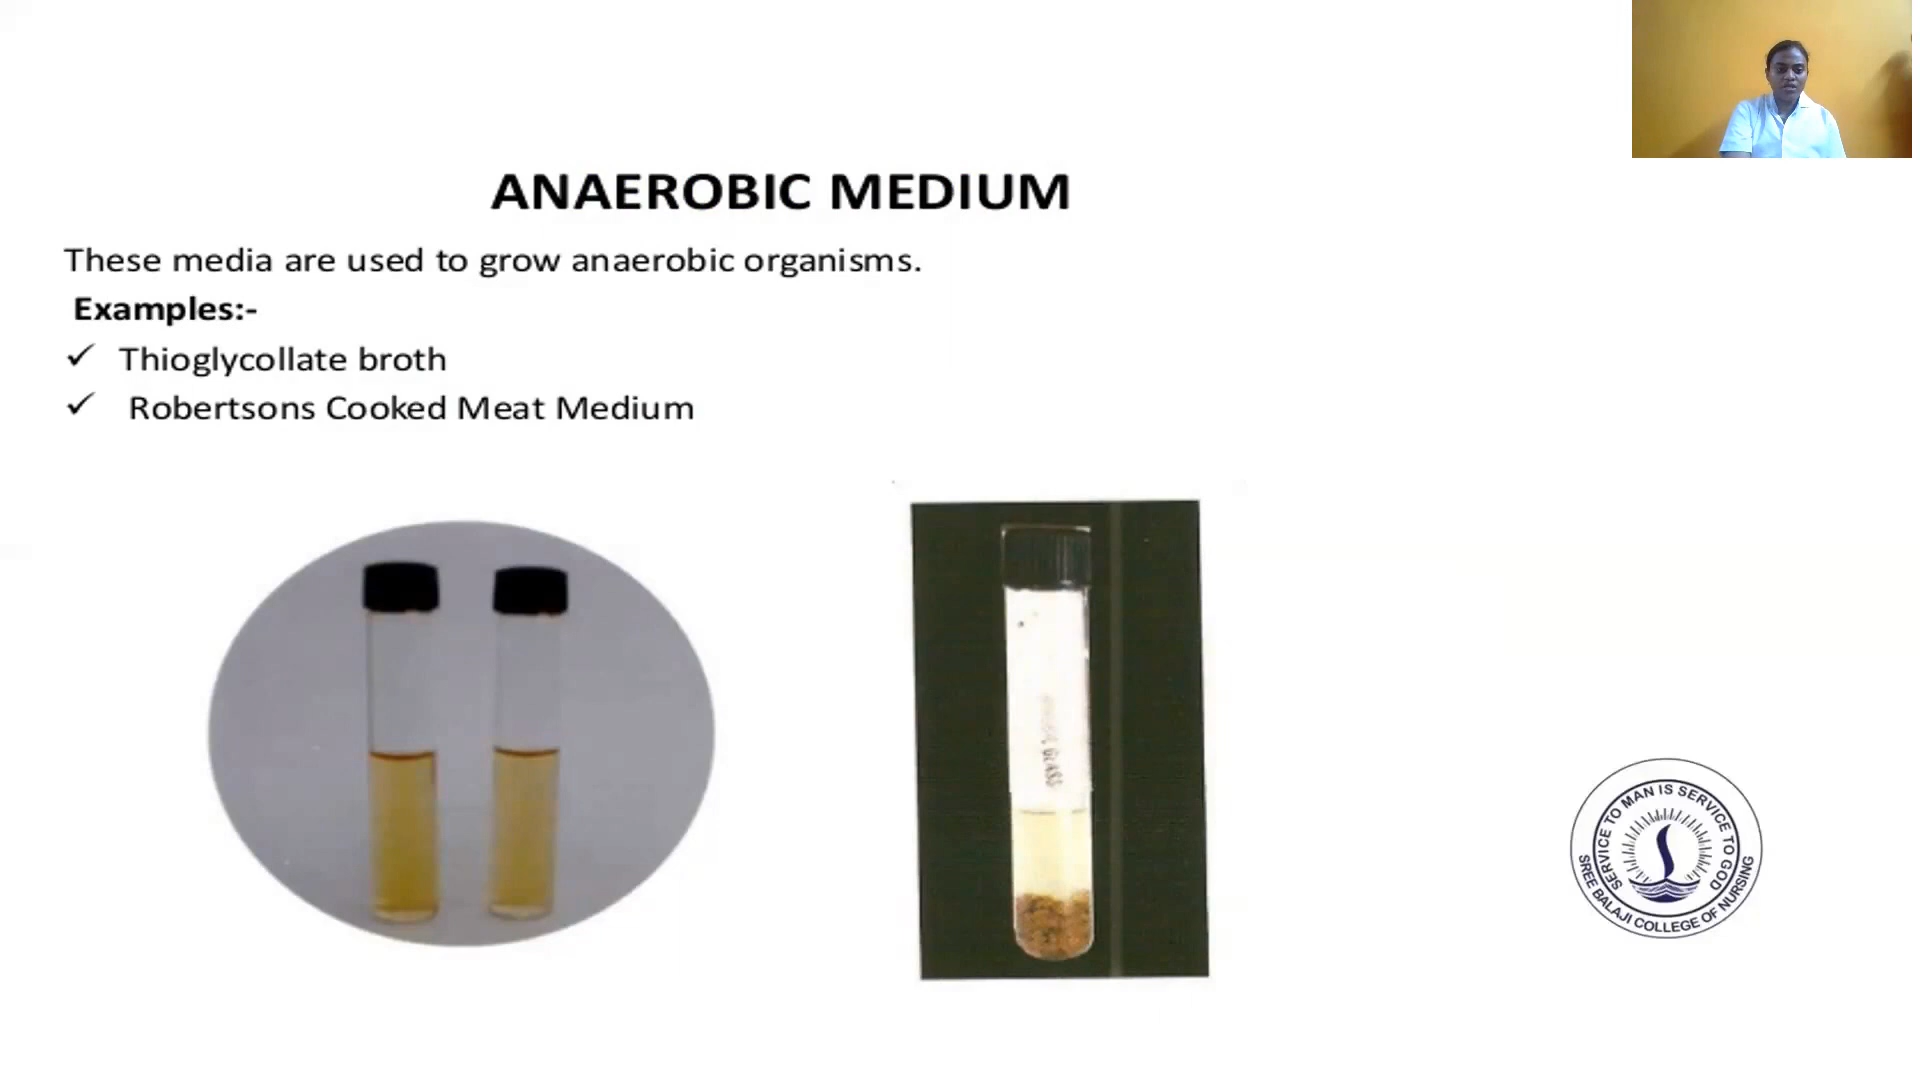 ANAEROBIC MEDIUM
These media are used to grow anaerobic organisms.
Examples:-
✓ Thioglycollate broth
✓ Robertsons Cooked Meat Medium
GLASS
SERVICE TO MAN IS SERVICE TO GOD
SREE BALAJI COLLEGE OF NURSING